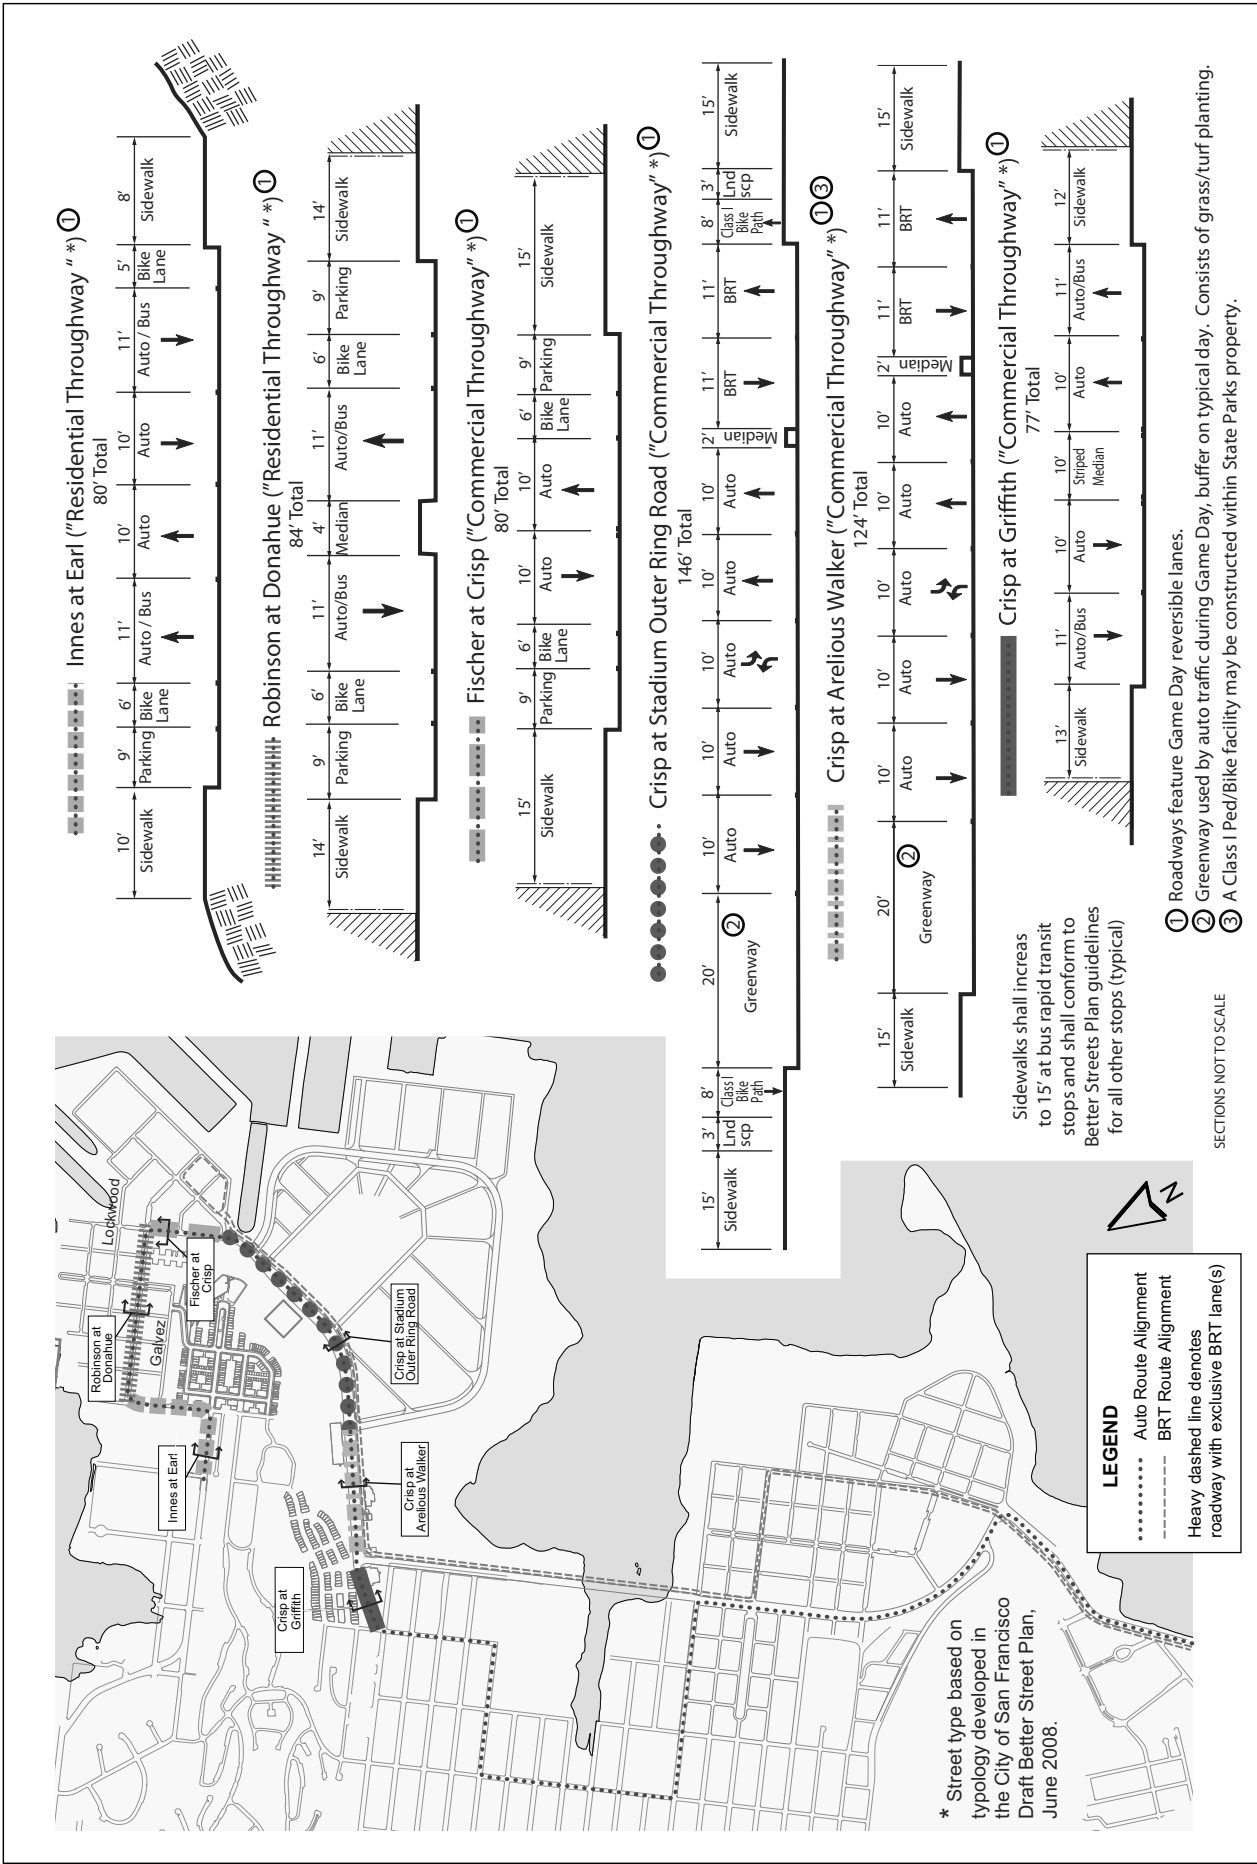 Innes at Earl ("Residential Throughway " *) 1
80' Total
10' 9' 6' 11' 10' 10' 11' 5' 8'
Sidewalk Parking Bike Lane Auto / Bus Auto Auto Auto / Bus Bike Lane Sidewalk
Robinson at Donahue ("Residential Throughway " *) 1
84' Total
14' 9' 6' 11' 4' 11' 6' 9' 14'
Sidewalk Parking Bike Lane Auto/Bus Median Auto/Bus Bike Lane Parking Sidewalk
Fischer at Crisp ("Commercial Throughway" *) 1
80' Total
15' 9' 6' 10' 10' 6' 9' 15'
Sidewalk Parking Bike Lane Auto Auto Bike Lane Parking Sidewalk
Crisp at Stadium Outer Ring Road ("Commercial Throughway" *) 1
146' Total
15' 3' 8' 20' 10' 10' 10' 10' 10' 2' 11' 11' 8' 3' 15'
Sidewalk Lnd scp Class I Bike Path Greenway 2 Auto Auto Auto Auto Auto Median BRT BRT Class I Bike Path Lnd scp Sidewalk
Crisp at Arelious Walker ("Commercial Throughway" *) 1 3
124' Total
15' 20' 10' 10' 10' 10' 10' 2' 11' 11' 15'
Sidewalk Greenway 2 Auto Auto Auto Auto Auto Median BRT BRT Sidewalk
Crisp at Griffith ("Commercial Throughway" *) 1
77' Total
13' 11' 10' 10' 10' 11' 12'
Sidewalk Auto/Bus Auto Striped Median Auto Auto/Bus Sidewalk
Sidewalks shall increas
to 15' at bus rapid transit
stops and shall conform to
Better Streets Plan guidelines
for all other stops (typical)
1 Roadways feature Game Day reversible lanes.
2 Greenway used by auto traffic during Game Day, buffer on typical day. Consists of grass/turf planting.
3 A Class I Ped/Bike facility may be constructed within State Parks property.
SECTIONS NOT TO SCALE
Lockwood
Galvez
Robinson at
Donahue
Fischer at
Crisp
Innes at Earl
Crisp at Stadium
Outer Ring Road
Crisp at
Arelious Walker
Crisp at
Griffith
N
* Street type based on
typology developed in
the City of San Francisco
Draft Better Street Plan,
June 2008.
LEGEND
Auto Route Alignment
BRT Route Alignment
Heavy dashed line denotes
roadway with exclusive BRT lane(s)